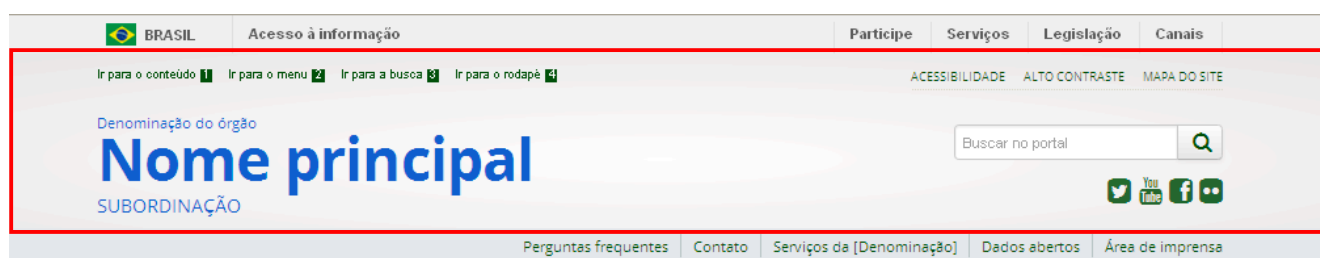 BRASIL Acesso à informação Participe Serviços Legislação Canais
Ir para o conteúdo 1 Ir para o menu 2 Ir para a busca 3 Ir para o rodapé 4 ACESSIBILIDADE ALTO CONTRASTE MAPA DO SITE
Denominação do órgão
Nome principal
Buscar no portal
SUBORDINAÇÃO
You Tube
Perguntas frequentes Contato Serviços da [Denominação] Dados abertos Área de imprensa